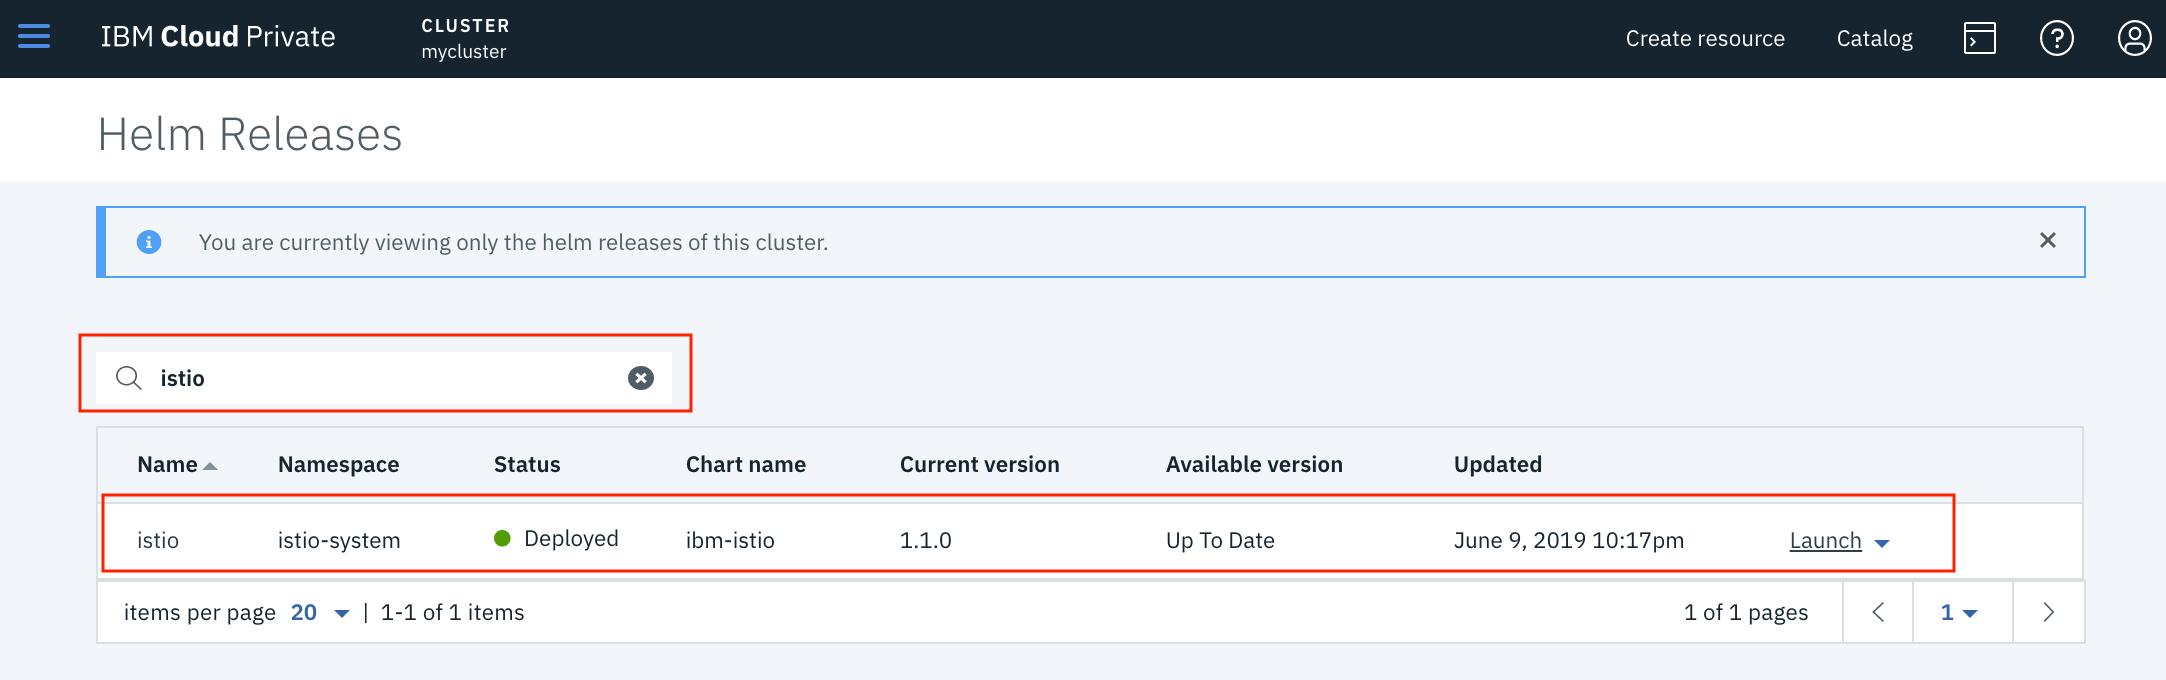 IBM Cloud Private
CLUSTER
mycluster
Create resource
Catalog
Helm Releases
You are currently viewing only the helm releases of this cluster.
istio
Name Namespace Status Chart name Current version Available version Updated
istio istio-system Deployed ibm-istio 1.1.0 Up To Date June 9, 2019 10:17pm Launch
items per page 20 | 1-1 of 1 items 1 of 1 pages 1